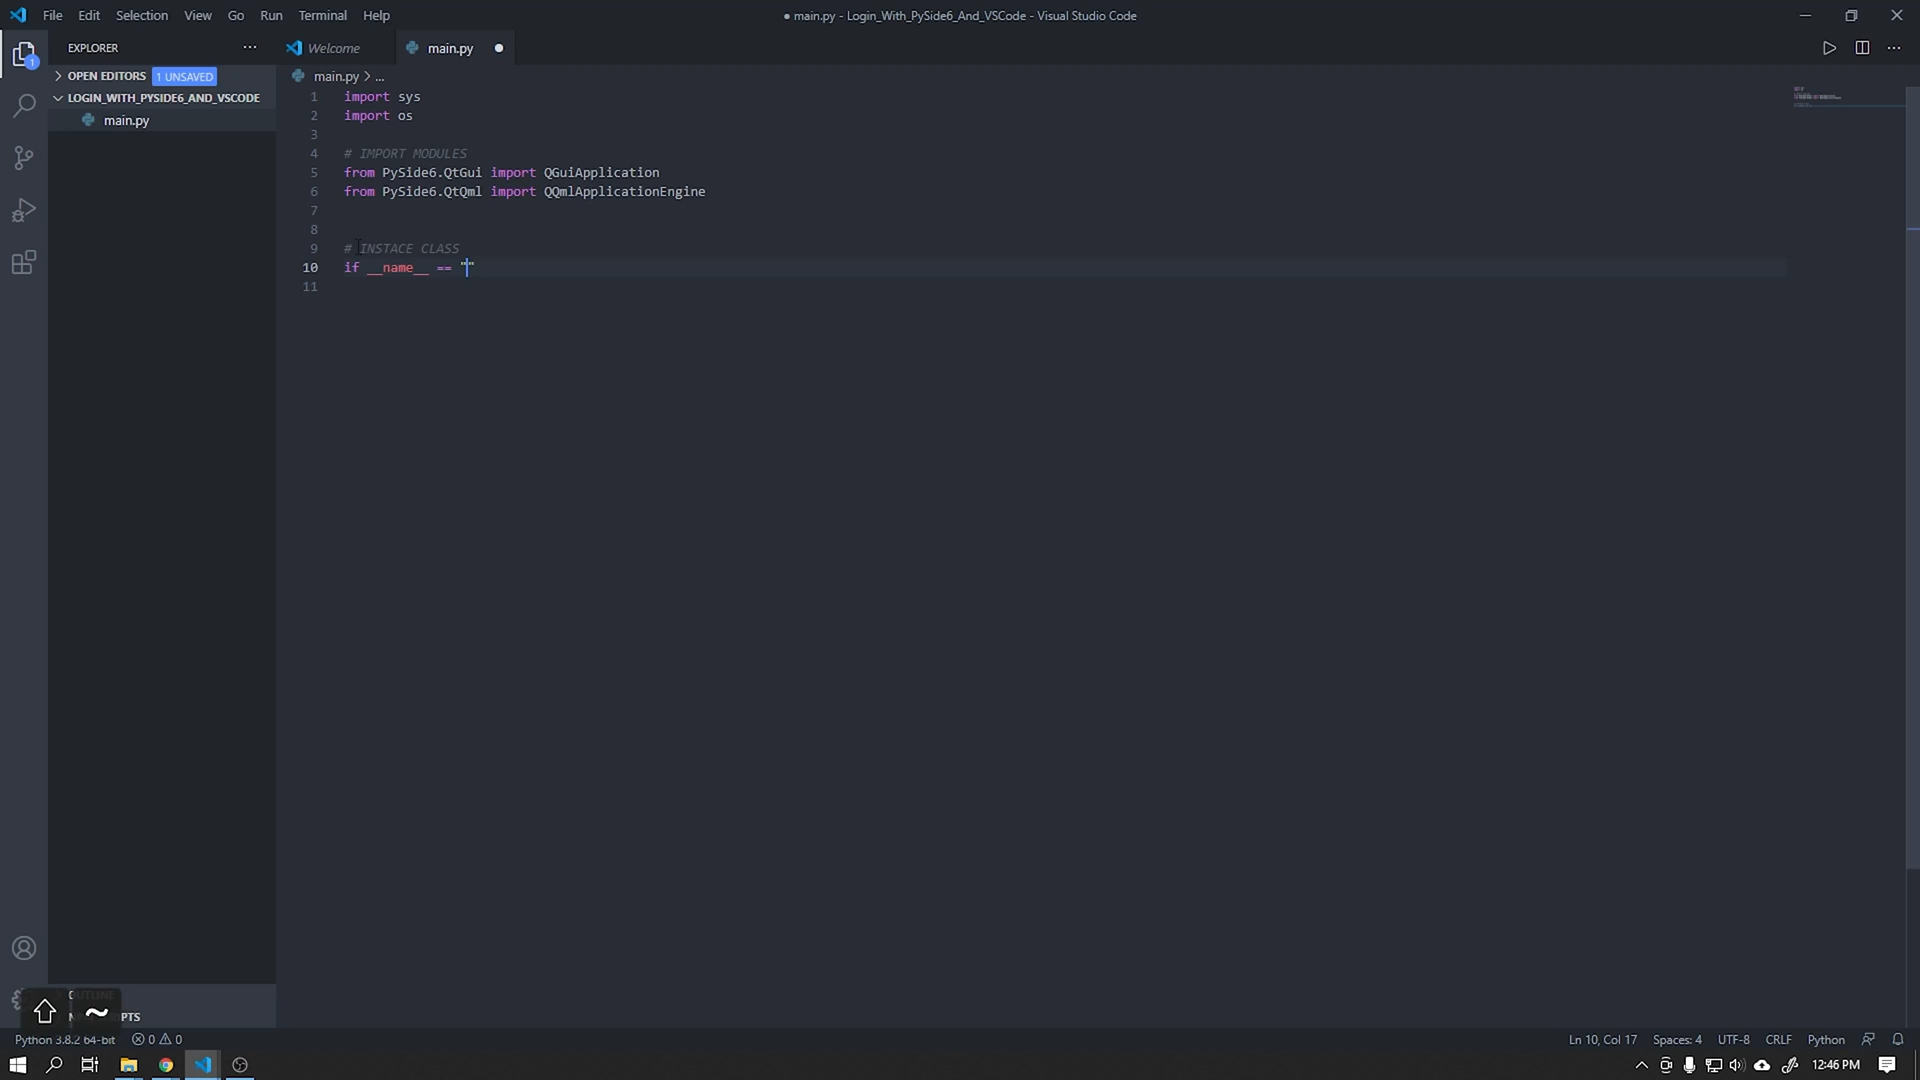 File Edit Selection View Go Run Terminal Help
● main.py - Login_With_PySide6_And_VSCode - Visual Studio Code
EXPLORER ...
Welcome
main.py
OPEN EDITORS 1 UNSAVED
LOGIN_WITH_PYSIDE6_AND_VSCODE
main.py
main.py > ...
1 import sys
2 import os
3
4 # IMPORT MODULES
5 from PySide6.QtGui import QGuiApplication
6 from PySide6.QtQml import QQmlApplicationEngine
7
8
9 # INSTACE CLASS
10 if __name__ == ""
11
1
Python 3.8.2 64-bit 0 0
Ln 10, Col 17 Spaces: 4 UTF-8 CRLF Python
12:46 PM